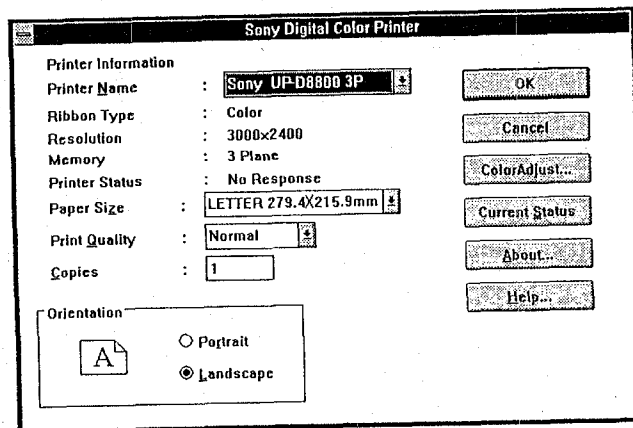 Sony Digital Color Printer
Printer Information
Printer Name : Sony UP-D8800 3P
Ribbon Type : Color
Resolution : 3000x2400
Memory : 3 Plane
Printer Status : No Response
Paper Size : LETTER 279.4X215.9mm
Print Quality : Normal
Copies : 1
Orientation
A
Portrait
Landscape
OK
Cancel
ColorAdjust...
Current Status
About...
Help...